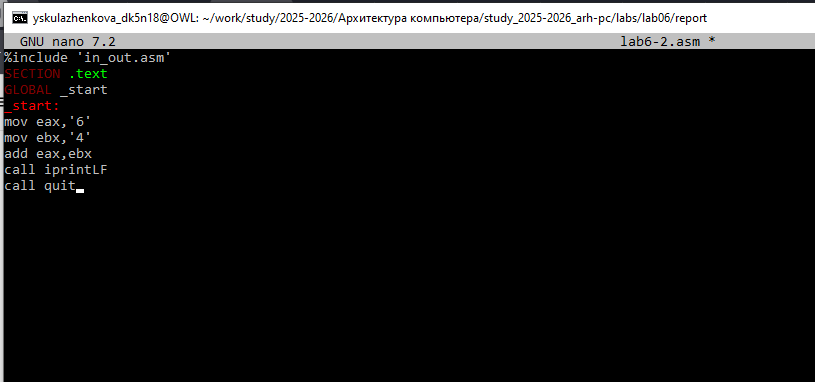 yskulazhenkova_dk5n18@OWL: ~/work/study/2025-2026/Архитектура компьютера/study_2025-2026_arh-pc/labs/lab06/report
GNU nano 7.2 lab6-2.asm *
%include 'in_out.asm'
SECTION .text
GLOBAL _start
_start:
mov eax,'6'
mov ebx,'4'
add eax,ebx
call iprintLF
call quit